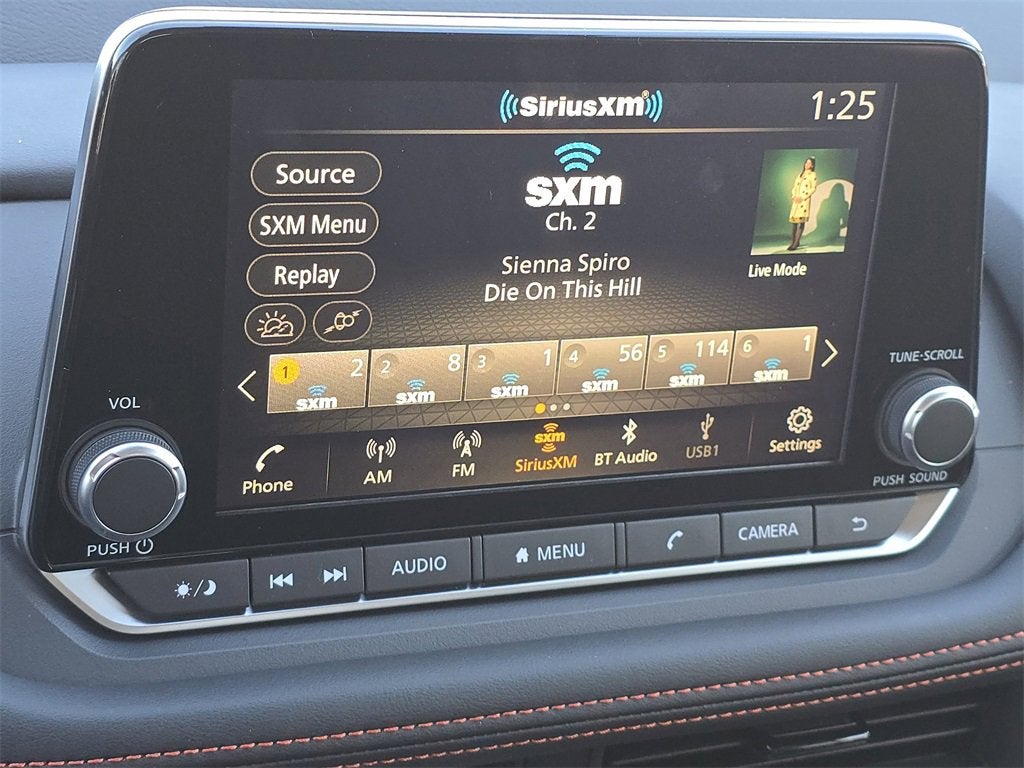 SiriusXM®
1:25
Source
SXM Menu
Replay
sxm
Ch. 2
Sienna Spiro
Die On This Hill
Live Mode
1 2
sxm
2 8
sxm
3 1
sxm
4 56
sxm
5 114
sxm
6 1
sxm
Phone
AM
FM
sxm
SiriusXM
BT Audio
USB1
Settings
VOL
PUSH
TUNE·SCROLL
PUSH SOUND
AUDIO
MENU
CAMERA